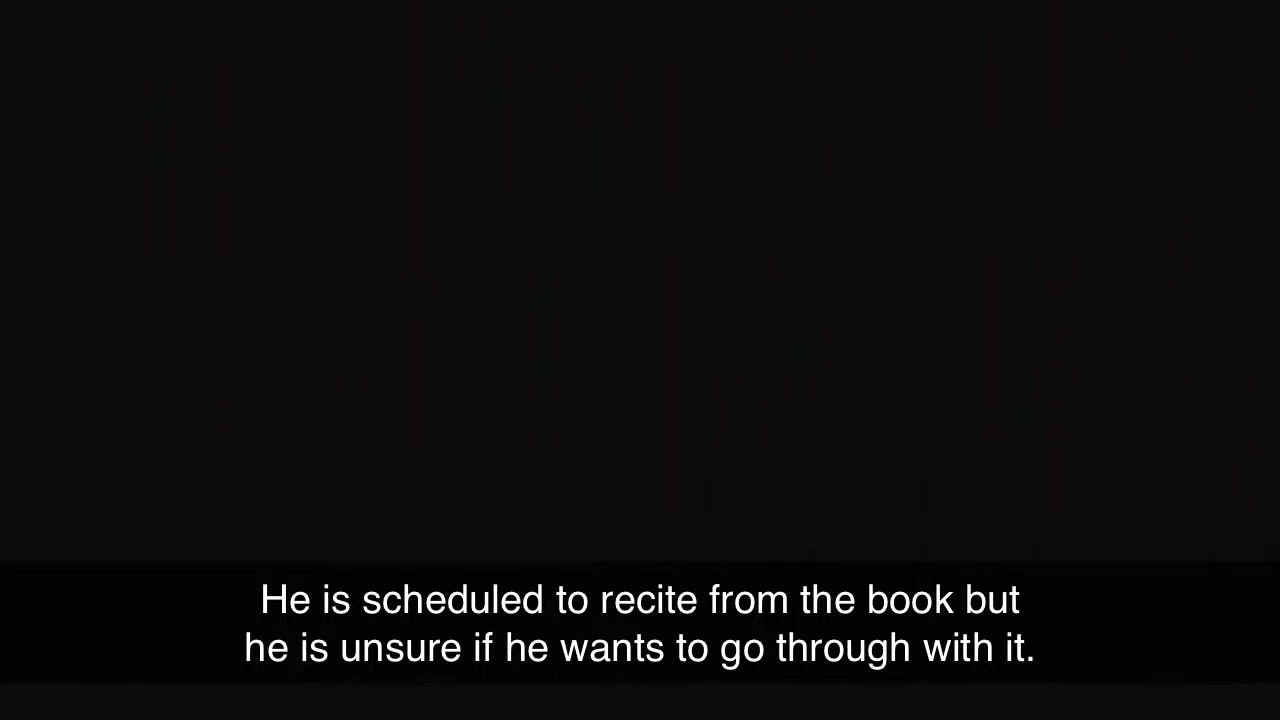 He is scheduled to recite from the book but
he is unsure if he wants to go through with it.